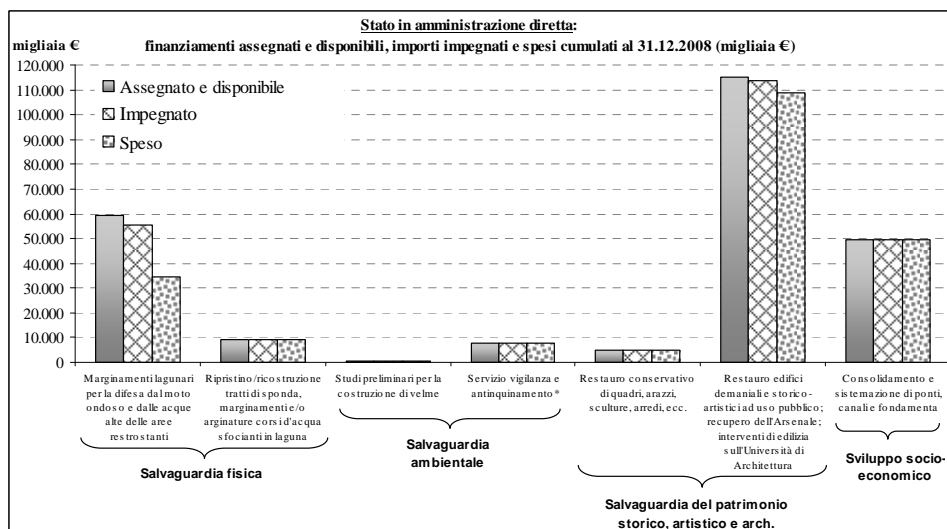 Stato in amministrazione diretta:
finanziamenti assegnati e disponibili, importi impegnati e spesi cumulati al 31.12.2008 (migliaia €)
migliaia €
120.000
110.000
100.000
90.000
80.000
70.000
60.000
50.000
40.000
30.000
20.000
10.000
0
Assegnato e disponibile
Impegnato
Speso
Marginamenti lagunari
per la difesa dal moto
ondoso e dalle acque
alte delle aree
restrostanti
Ripristino/ricostruzione
tratti di sponda,
marginamenti e/o
arginature corsi d'acqua
sfocianti in laguna
Studi preliminari per la
costruzione di velme
Servizio vigilanza e
antinquinamento*
Restauro conservativo
di quadri, arazzi,
sculture, arredi, ecc.
Restauro edifici
demaniali e storico-
artistici ad uso pubblico;
recupero dell'Arsenale;
interventi di edilizia
sull'Università di
Architettura
Consolidamento e
sistemazione di ponti,
canali e fondamenta
Salvaguardia fisica
Salvaguardia
ambientale
Salvaguardia del patrimonio
storico, artistico e arch.
Sviluppo socio-
economico